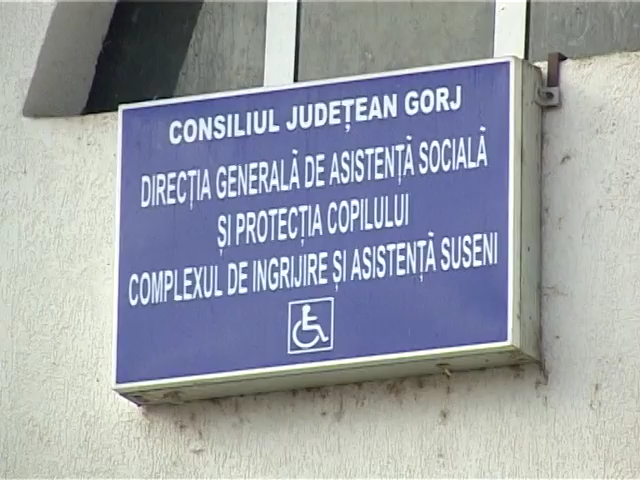 CONSILIUL JUDEȚEAN GORJ
DIRECȚIA GENERALĂ DE ASISTENȚĂ SOCIALĂ
ȘI PROTECȚIA COPILULUI
COMPLEXUL DE INGRIJIRE ȘI ASISTENȚĂ SUSENI